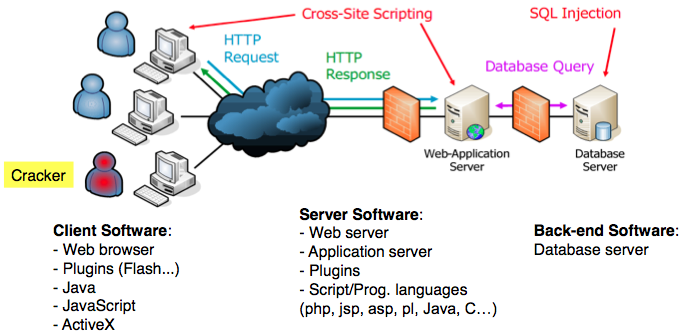 Cross-Site Scripting
SQL Injection
HTTP
Request
HTTP
Response
Database Query
Web-Application
Server
Database
Server
Cracker
Client Software:
- Web browser
- Plugins (Flash...)
- Java
- JavaScript
- ActiveX
Server Software:
- Web server
- Application server
- Plugins
- Script/Prog. languages
(php, jsp, asp, pl, Java, C…)
Back-end Software:
Database server